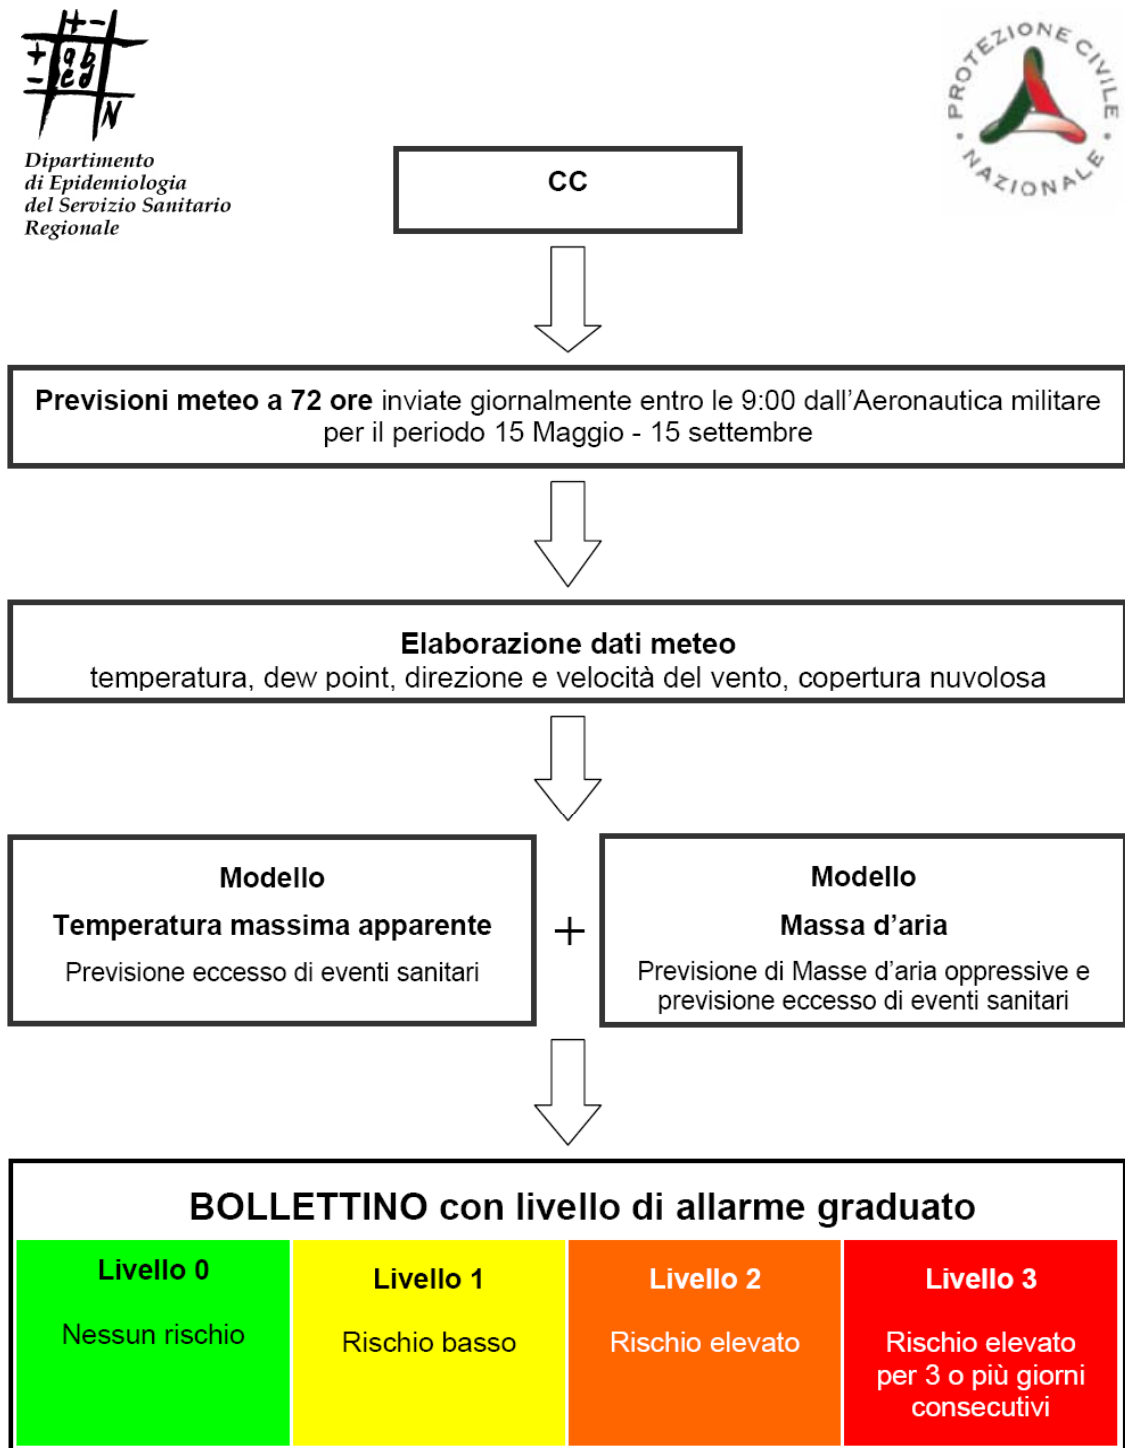 + -
+ a b
- c d
N
Dipartimento
di Epidemiologia
del Servizio Sanitario
Regionale
PROTEZIONE CIVILE
NAZIONALE
CC
Previsioni meteo a 72 ore inviate giornalmente entro le 9:00 dall'Aeronautica militare
per il periodo 15 Maggio - 15 settembre
Elaborazione dati meteo
temperatura, dew point, direzione e velocità del vento, copertura nuvolosa
Modello
Temperatura massima apparente
Previsione eccesso di eventi sanitari
+
Modello
Massa d'aria
Previsione di Masse d'aria oppressive e
previsione eccesso di eventi sanitari
BOLLETTINO con livello di allarme graduato
Livello 0
Nessun rischio
Livello 1
Rischio basso
Livello 2
Rischio elevato
Livello 3
Rischio elevato
per 3 o più giorni
consecutivi